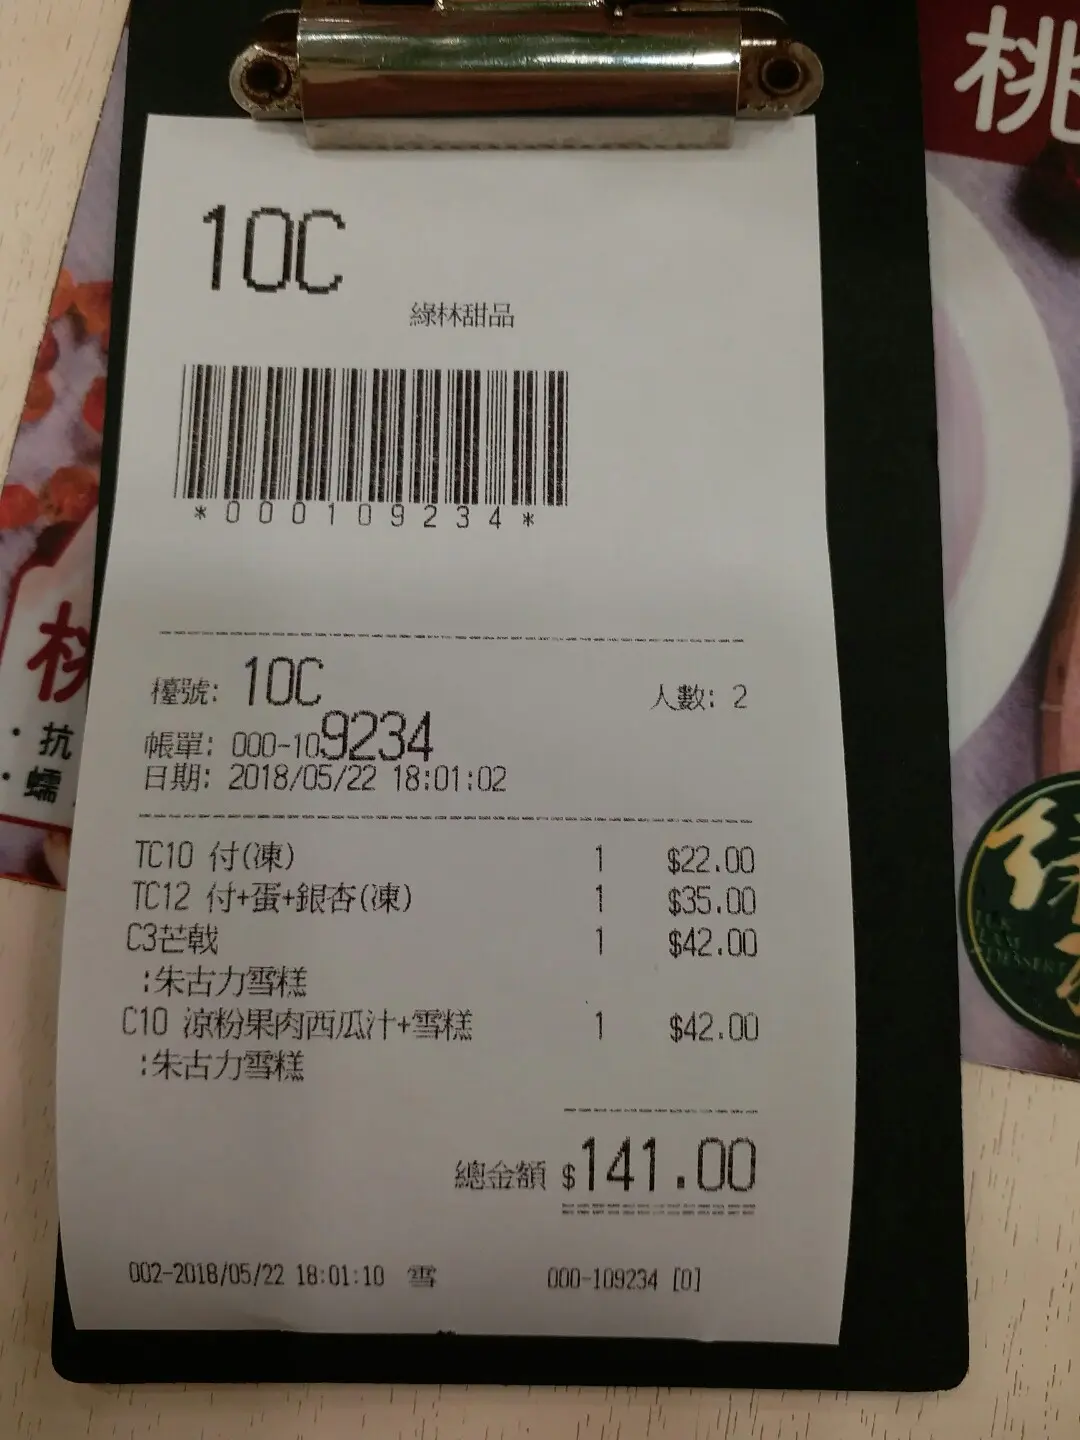 10C
綠林甜品
*000109234*
檯號: 10C
人數: 2
帳單: 000-109234
日期: 2018/05/22 18:01:02
TC10 付(凍) 1 $22.00
TC12 付+蛋+銀杏(凍) 1 $35.00
C3芒戟 1 $42.00
:朱古力雪糕
C10 涼粉果肉西瓜汁+雪糕 1 $42.00
:朱古力雪糕
總金額 $141.00
002-2018/05/22 18:01:10 雪 000-109234 [0]
桃
・抗
・蠕
DESSERT